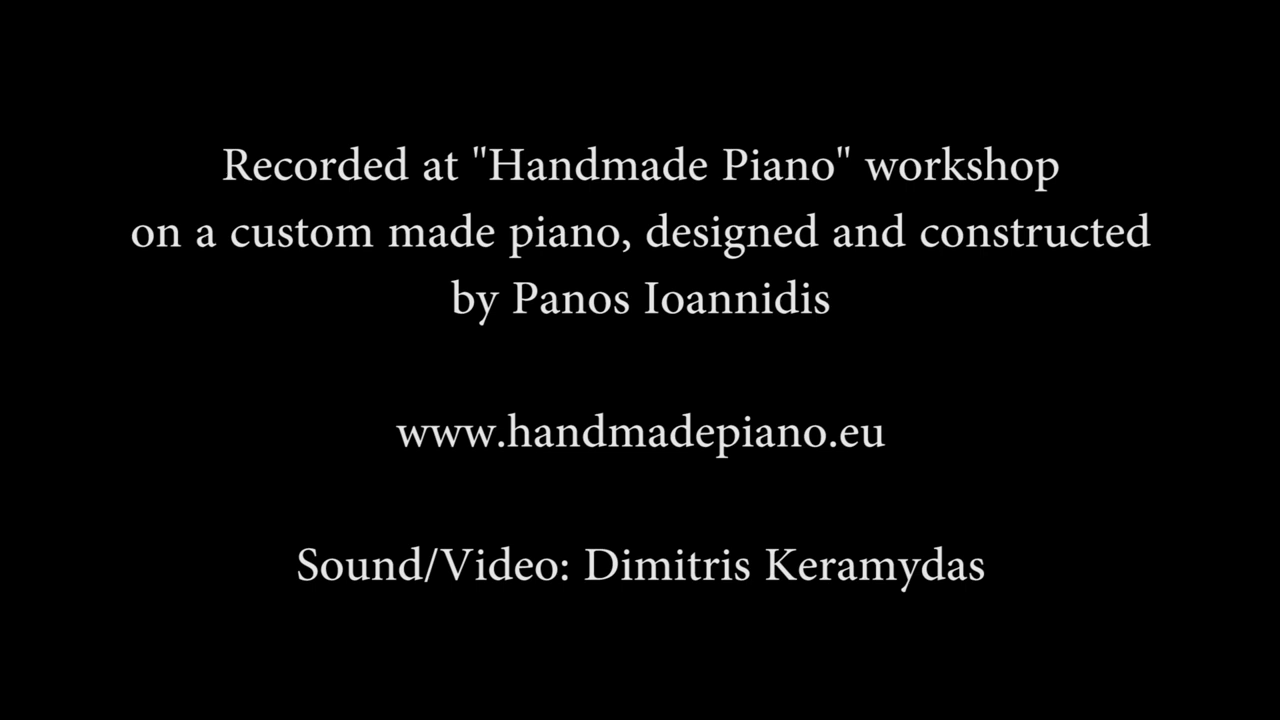 Recorded at "Handmade Piano" workshop
on a custom made piano, designed and constructed
by Panos Ioannidis
www.handmadepiano.eu
Sound/Video: Dimitris Keramydas